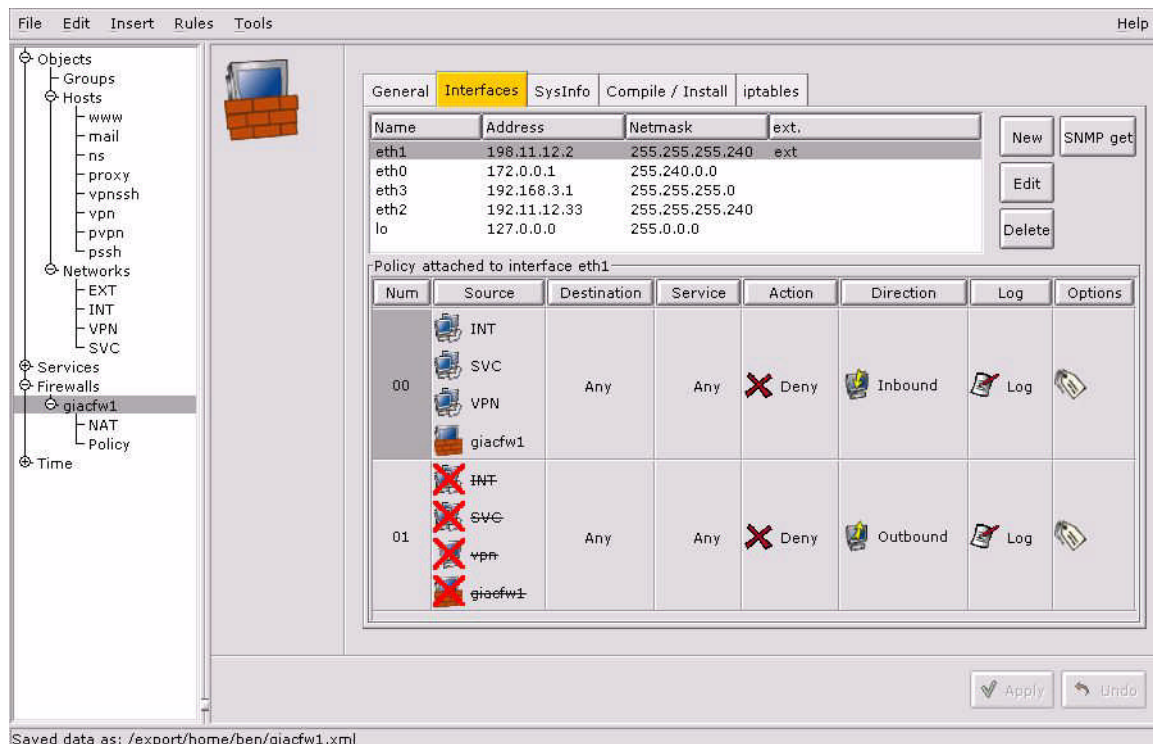 File Edit Insert Rules Tools Help
Objects
Groups
Hosts
www
mail
ns
proxy
vpnssh
vpn
pvpn
pssh
Networks
EXT
INT
VPN
SVC
Services
Firewalls
giacfw1
NAT
Policy
Time
General Interfaces SysInfo Compile / Install iptables
Name Address Netmask ext.
eth1 198.11.12.2 255.255.255.240 ext
eth0 172.0.0.1 255.240.0.0
eth3 192.168.3.1 255.255.255.0
eth2 192.11.12.33 255.255.255.240
lo 127.0.0.0 255.0.0.0
New SNMP get
Edit
Delete
Policy attached to interface eth1
Num Source Destination Service Action Direction Log Options
00 INT SVC VPN giacfw1 Any Any Deny Inbound Log
01 INT SVC vpn giacfw1 Any Any Deny Outbound Log
Apply Undo
Saved data as: /export/home/ben/giacfw1.xml